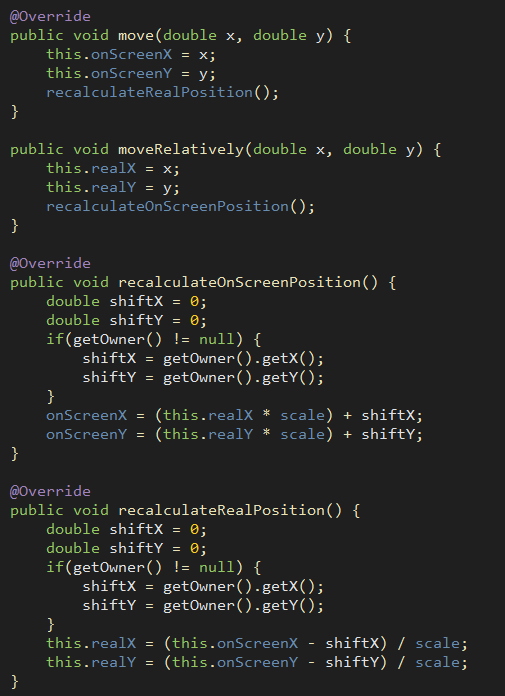 @Override
public void move(double x, double y) {
    this.onScreenX = x;
    this.onScreenY = y;
    recalculateRealPosition();
}

public void moveRelatively(double x, double y) {
    this.realX = x;
    this.realY = y;
    recalculateOnScreenPosition();
}

@Override
public void recalculateOnScreenPosition() {
    double shiftX = 0;
    double shiftY = 0;
    if(getOwner() != null) {
        shiftX = getOwner().getX();
        shiftY = getOwner().getY();
    }
    onScreenX = (this.realX * scale) + shiftX;
    onScreenY = (this.realY * scale) + shiftY;
}

@Override
public void recalculateRealPosition() {
    double shiftX = 0;
    double shiftY = 0;
    if(getOwner() != null) {
        shiftX = getOwner().getX();
        shiftY = getOwner().getY();
    }
    this.realX = (this.onScreenX - shiftX) / scale;
    this.realY = (this.onScreenY - shiftY) / scale;
}